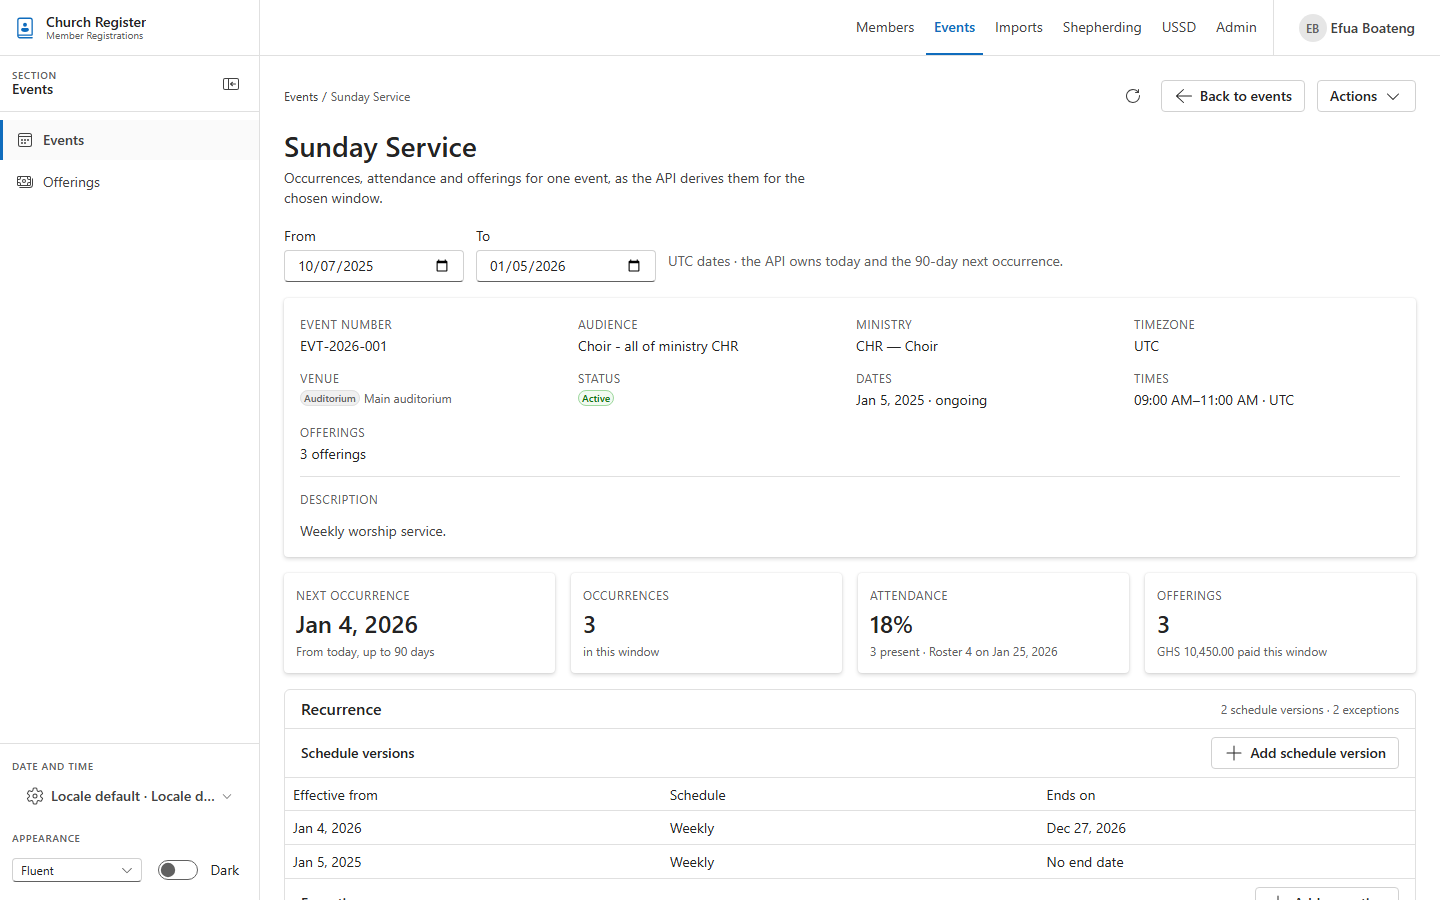 Church Register
Member Registrations
Members Events Imports Shepherding USSD Admin
EB Efua Boateng
SECTION
Events
Events
Offerings
Events / Sunday Service
Back to events
Actions
Sunday Service
Occurrences, attendance and offerings for one event, as the API derives them for the
chosen window.
From
To
10/07/2025
01/05/2026
UTC dates · the API owns today and the 90-day next occurrence.
EVENT NUMBER
EVT-2026-001
AUDIENCE
Choir - all of ministry CHR
MINISTRY
CHR — Choir
TIMEZONE
UTC
VENUE
Auditorium Main auditorium
STATUS
Active
DATES
Jan 5, 2025 · ongoing
TIMES
09:00 AM–11:00 AM · UTC
OFFERINGS
3 offerings
DESCRIPTION
Weekly worship service.
NEXT OCCURRENCE
Jan 4, 2026
From today, up to 90 days
OCCURRENCES
3
in this window
ATTENDANCE
18%
3 present · Roster 4 on Jan 25, 2026
OFFERINGS
3
GHS 10,450.00 paid this window
Recurrence
2 schedule versions · 2 exceptions
Schedule versions
Add schedule version
Effective from Schedule Ends on
Jan 4, 2026 Weekly Dec 27, 2026
Jan 5, 2025 Weekly No end date
DATE AND TIME
Locale default · Locale d...
APPEARANCE
Fluent
Dark